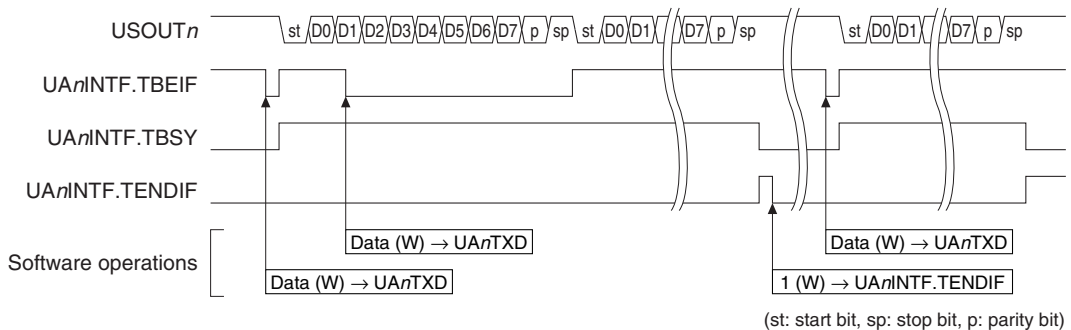 USOUTn
st D0 D1 D2 D3 D4 D5 D6 D7 p sp st D0 D1 D7 p sp st D0 D1 D7 p sp
UAnINTF.TBEIF
UAnINTF.TBSY
UAnINTF.TENDIF
Software operations
Data (W) → UAnTXD
Data (W) → UAnTXD
Data (W) → UAnTXD
1 (W) → UAnINTF.TENDIF
(st: start bit, sp: stop bit, p: parity bit)